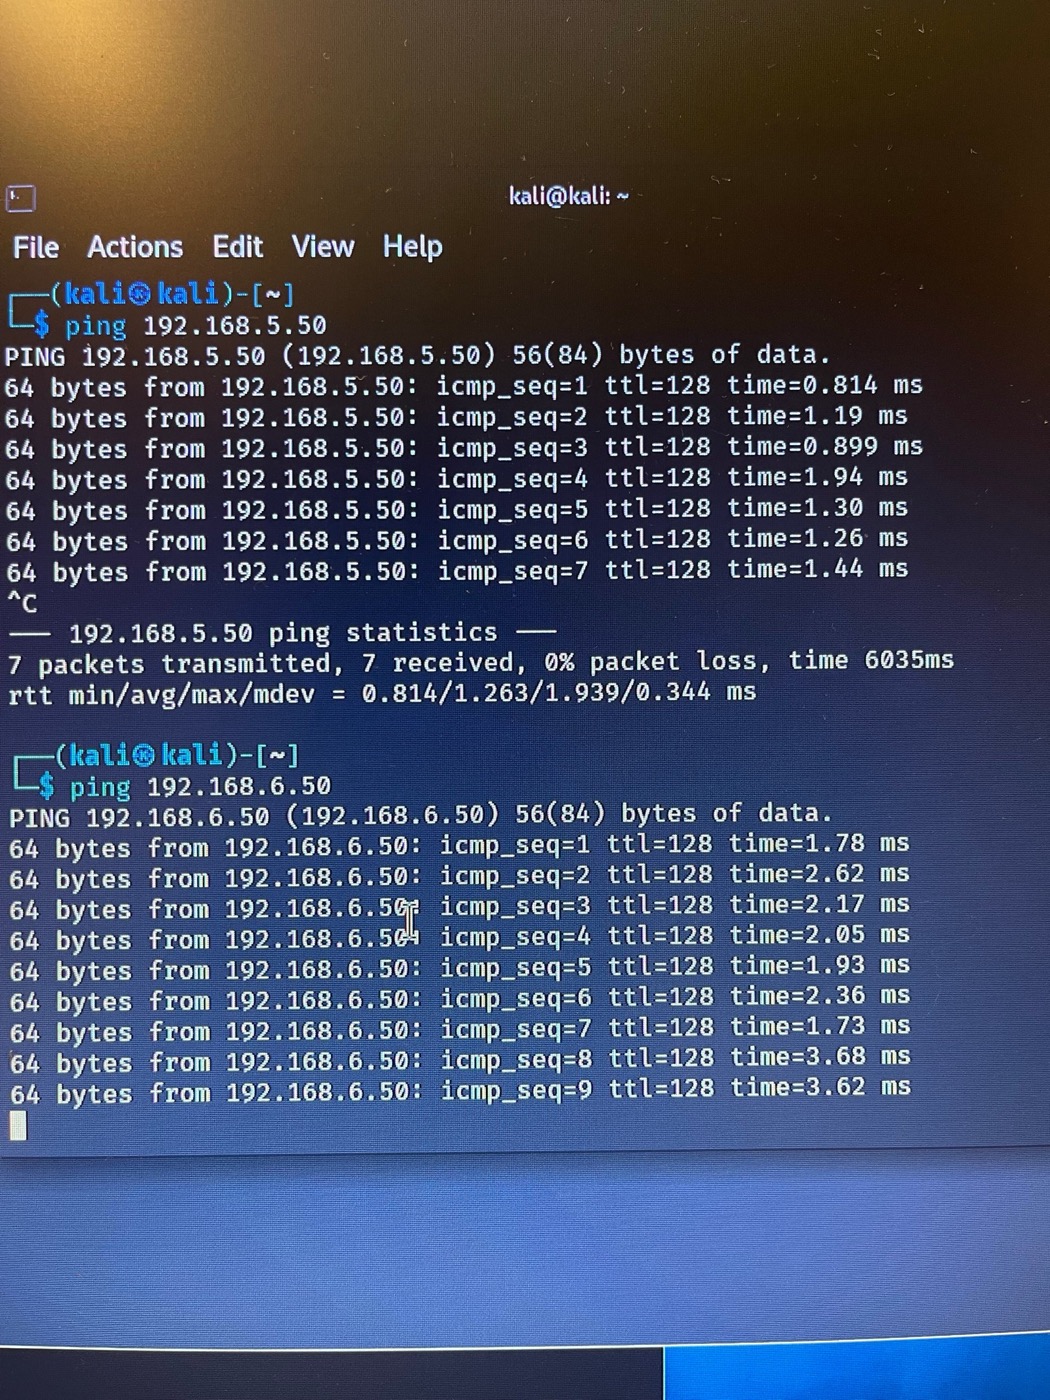 kali@kali: ~
File Actions Edit View Help
┌──(kali㉿kali)-[~]
└─$ ping 192.168.5.50
PING 192.168.5.50 (192.168.5.50) 56(84) bytes of data.
64 bytes from 192.168.5.50: icmp_seq=1 ttl=128 time=0.814 ms
64 bytes from 192.168.5.50: icmp_seq=2 ttl=128 time=1.19 ms
64 bytes from 192.168.5.50: icmp_seq=3 ttl=128 time=0.899 ms
64 bytes from 192.168.5.50: icmp_seq=4 ttl=128 time=1.94 ms
64 bytes from 192.168.5.50: icmp_seq=5 ttl=128 time=1.30 ms
64 bytes from 192.168.5.50: icmp_seq=6 ttl=128 time=1.26 ms
64 bytes from 192.168.5.50: icmp_seq=7 ttl=128 time=1.44 ms
^C
─── 192.168.5.50 ping statistics ───
7 packets transmitted, 7 received, 0% packet loss, time 6035ms
rtt min/avg/max/mdev = 0.814/1.263/1.939/0.344 ms
┌──(kali㉿kali)-[~]
└─$ ping 192.168.6.50
PING 192.168.6.50 (192.168.6.50) 56(84) bytes of data.
64 bytes from 192.168.6.50: icmp_seq=1 ttl=128 time=1.78 ms
64 bytes from 192.168.6.50: icmp_seq=2 ttl=128 time=2.62 ms
64 bytes from 192.168.6.50: icmp_seq=3 ttl=128 time=2.17 ms
64 bytes from 192.168.6.50: icmp_seq=4 ttl=128 time=2.05 ms
64 bytes from 192.168.6.50: icmp_seq=5 ttl=128 time=1.93 ms
64 bytes from 192.168.6.50: icmp_seq=6 ttl=128 time=2.36 ms
64 bytes from 192.168.6.50: icmp_seq=7 ttl=128 time=1.73 ms
64 bytes from 192.168.6.50: icmp_seq=8 ttl=128 time=3.68 ms
64 bytes from 192.168.6.50: icmp_seq=9 ttl=128 time=3.62 ms